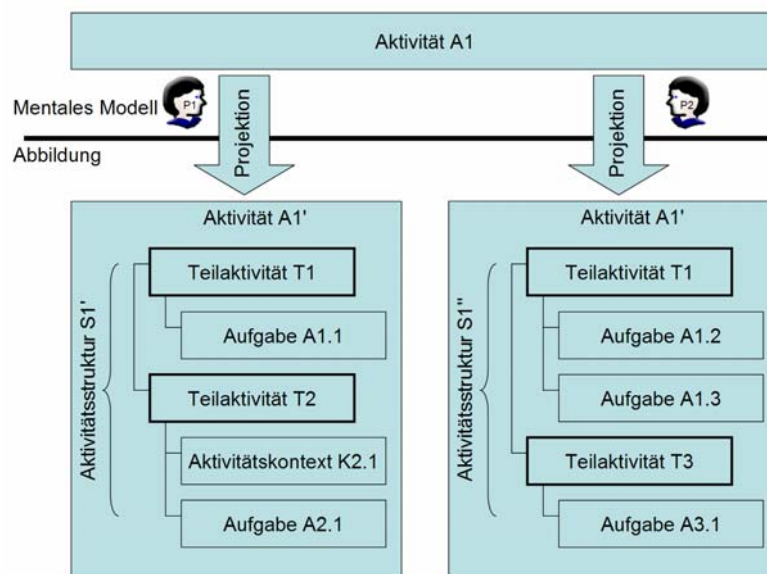 Aktivität A1
P1
P2
Mentales Modell
Projektion
Projektion
Abbildung
Aktivität A1'
Aktivitätsstruktur S1'
Teilaktivität T1
Aufgabe A1.1
Teilaktivität T2
Aktivitätskontext K2.1
Aufgabe A2.1
Aktivität A1'
Aktivitätsstruktur S1"
Teilaktivität T1
Aufgabe A1.2
Aufgabe A1.3
Teilaktivität T3
Aufgabe A3.1